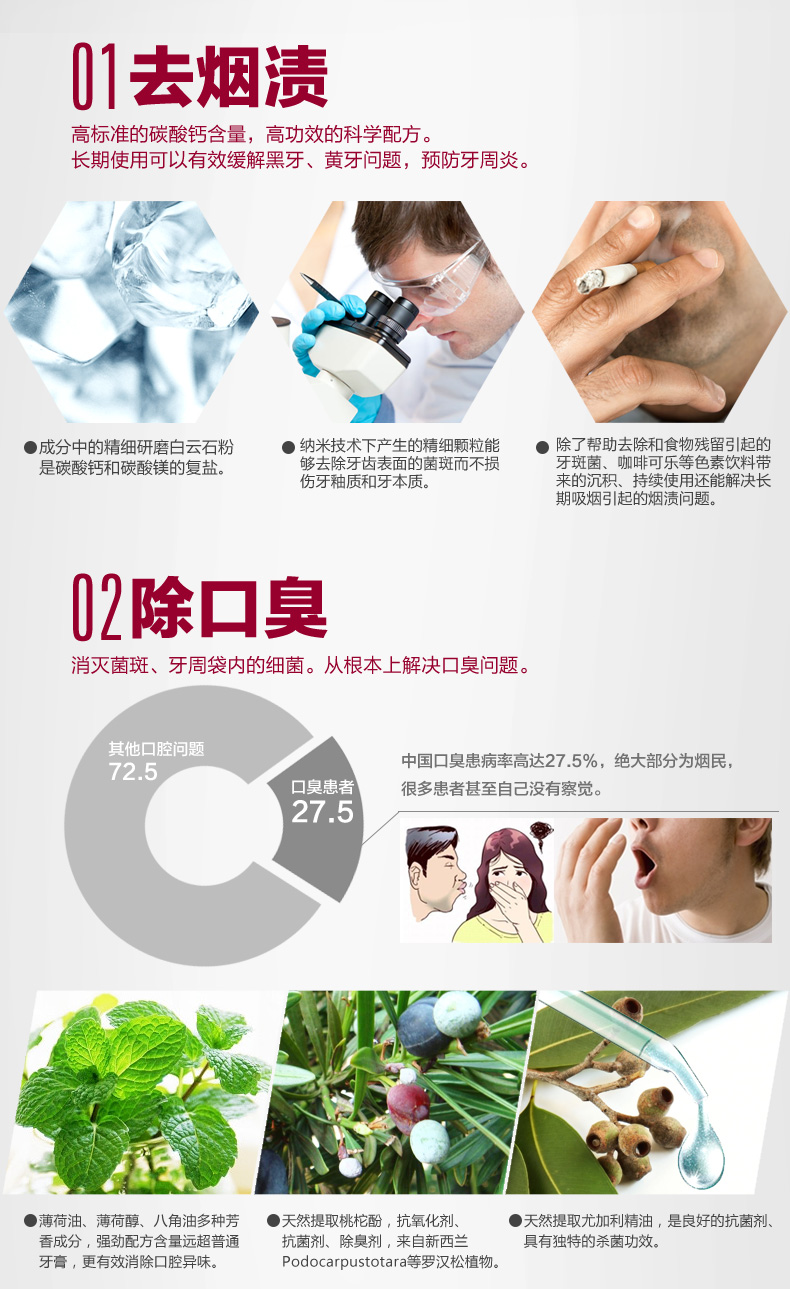 01去烟渍
高标准的碳酸钙含量，高功效的科学配方。
长期使用可以有效缓解黑牙、黄牙问题，预防牙周炎。
●成分中的精细研磨白云石粉
是碳酸钙和碳酸镁的复盐。
●纳米技术下产生的精细颗粒能
够去除牙齿表面的菌斑而不损
伤牙釉质和牙本质。
●除了帮助去除和食物残留引起的
牙斑菌、咖啡可乐等色素饮料带
来的沉积、持续使用还能解决长
期吸烟引起的烟渍问题。
02除口臭
消灭菌斑、牙周袋内的细菌。从根本上解决口臭问题。
其他口腔问题
72.5
口臭患者
27.5
中国口臭患病率高达27.5%，绝大部分为烟民，
很多患者甚至自己没有察觉。
●薄荷油、薄荷醇、八角油多种芳
香成分，强劲配方含量远超普通
牙膏，更有效消除口腔异味。
●天然提取桃柁酚，抗氧化剂、
抗菌剂、除臭剂，来自新西兰
Podocarpustotara等罗汉松植物。
●天然提取尤加利精油，是良好的抗菌剂、
具有独特的杀菌功效。